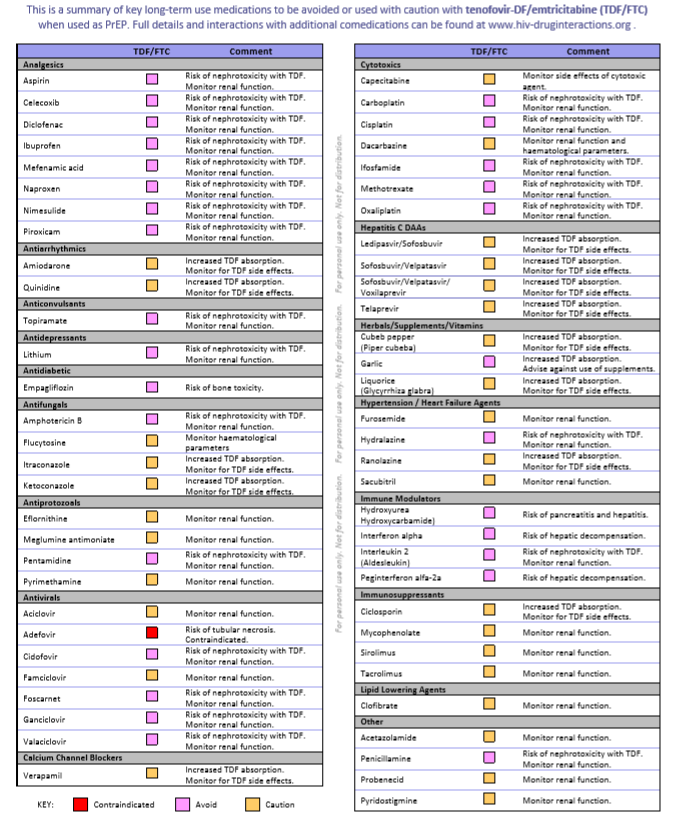 This is a summary of key long-term use medications to be avoided or used with caution with tenofovir-DF/emtricitabine (TDF/FTC)
when used as PrEP. Full details and interactions with additional comedications can be found at www.hiv-druginteractions.org .
TDF/FTC Comment
Analgesics
Aspirin Risk of nephrotoxicity with TDF.
Monitor renal function.
Celecoxib Risk of nephrotoxicity with TDF.
Monitor renal function.
Diclofenac Risk of nephrotoxicity with TDF.
Monitor renal function.
Ibuprofen Risk of nephrotoxicity with TDF.
Monitor renal function.
Mefenamic acid Risk of nephrotoxicity with TDF.
Monitor renal function.
Naproxen Risk of nephrotoxicity with TDF.
Monitor renal function.
Nimesulide Risk of nephrotoxicity with TDF.
Monitor renal function.
Piroxicam Risk of nephrotoxicity with TDF.
Monitor renal function.
Antiarrhythmics
Amiodarone Increased TDF absorption.
Monitor for TDF side effects.
Quinidine Increased TDF absorption.
Monitor for TDF side effects.
Anticonvulsants
Topiramate Risk of nephrotoxicity with TDF.
Monitor renal function.
Antidepressants
Lithium Risk of nephrotoxicity with TDF.
Monitor renal function.
Antidiabetic
Empagliflozin Risk of bone toxicity.
Antifungals
Amphotericin B Risk of nephrotoxicity with TDF.
Monitor renal function.
Flucytosine Monitor haematological
parameters
Itraconazole Increased TDF absorption.
Monitor for TDF side effects.
Ketoconazole Increased TDF absorption.
Monitor for TDF side effects.
Antiprotozoals
Eflornithine Monitor renal function.
Meglumine antimoniate Monitor renal function.
Pentamidine Risk of nephrotoxicity with TDF.
Monitor renal function.
Pyrimethamine Monitor renal function.
Antivirals
Aciclovir Monitor renal function.
Adefovir Risk of tubular necrosis.
Contraindicated.
Cidofovir Risk of nephrotoxicity with TDF.
Monitor renal function.
Famciclovir Monitor renal function.
Foscarnet Risk of nephrotoxicity with TDF.
Monitor renal function.
Ganciclovir Risk of nephrotoxicity with TDF.
Monitor renal function.
Valaciclovir Risk of nephrotoxicity with TDF.
Monitor renal function.
Calcium Channel Blockers
Verapamil Increased TDF absorption.
Monitor for TDF side effects.
KEY: Contraindicated Avoid Caution
For personal use only. Not for distribution. For personal use only. Not for distribution. For personal use only. Not for distribution.
TDF/FTC Comment
Cytotoxics
Capecitabine Monitor side effects of cytotoxic
agent.
Carboplatin Risk of nephrotoxicity with TDF.
Monitor renal function.
Cisplatin Risk of nephrotoxicity with TDF.
Monitor renal function.
Dacarbazine Monitor renal function and
haematological parameters.
Ifosfamide Risk of nephrotoxicity with TDF.
Monitor renal function.
Methotrexate Risk of nephrotoxicity with TDF.
Monitor renal function.
Oxaliplatin Risk of nephrotoxicity with TDF.
Monitor renal function.
Hepatitis C DAAs
Ledipasvir/Sofosbuvir Increased TDF absorption.
Monitor for TDF side effects.
Sofosbuvir/Velpatasvir Increased TDF absorption.
Monitor for TDF side effects.
Sofosbuvir/Velpatasvir/ Increased TDF absorption.
Voxilaprevir Monitor for TDF side effects.
Telaprevir Increased TDF absorption.
Monitor for TDF side effects.
Herbals/Supplements/Vitamins
Cubeb pepper Increased TDF absorption.
(Piper cubeba) Monitor for TDF side effects.
Garlic Increased TDF absorption.
Advise against use of supplements.
Liquorice Increased TDF absorption.
(Glycyrrhiza glabra) Monitor for TDF side effects.
Hypertension / Heart Failure Agents
Furosemide Monitor renal function.
Hydralazine Risk of nephrotoxicity with TDF.
Monitor renal function.
Ranolazine Increased TDF absorption.
Monitor for TDF side effects.
Sacubitril Monitor renal function.
Immune Modulators
Hydroxyurea Risk of pancreatitis and hepatitis.
Hydroxycarbamide)
Interferon alpha Risk of hepatic decompensation.
Interleukin 2 Risk of nephrotoxicity with TDF.
(Aldesleukin) Monitor renal function.
Peginterferon alfa-2a Risk of hepatic decompensation.
Immunosuppressants
Ciclosporin Increased TDF absorption.
Monitor for TDF side effects.
Mycophenolate Monitor renal function.
Sirolimus Monitor renal function.
Tacrolimus Monitor renal function.
Lipid Lowering Agents
Clofibrate Monitor renal function.
Other
Acetazolamide Monitor renal function.
Penicillamine Risk of nephrotoxicity with TDF.
Monitor renal function.
Probenecid Monitor renal function.
Pyridostigmine Monitor renal function.